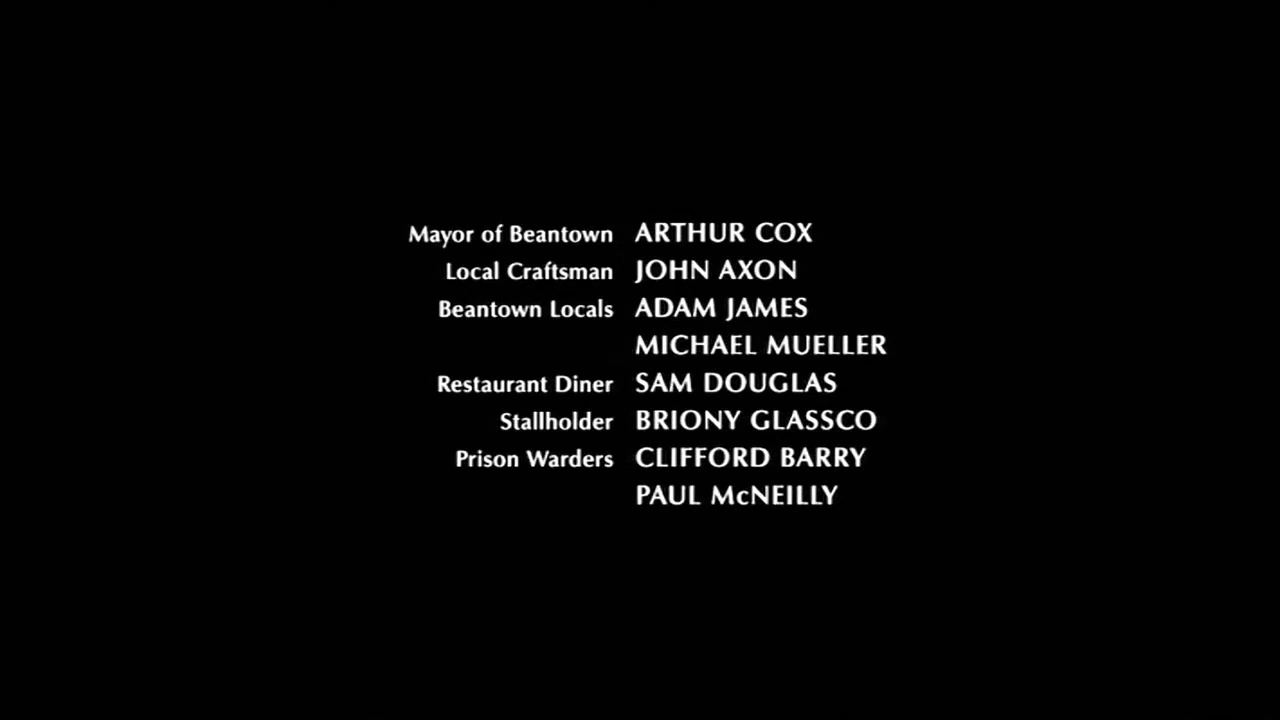 Mayor of Beantown ARTHUR COX
Local Craftsman JOHN AXON
Beantown Locals ADAM JAMES
MICHAEL MUELLER
Restaurant Diner SAM DOUGLAS
Stallholder BRIONY GLASSCO
Prison Warders CLIFFORD BARRY
PAUL McNEILLY